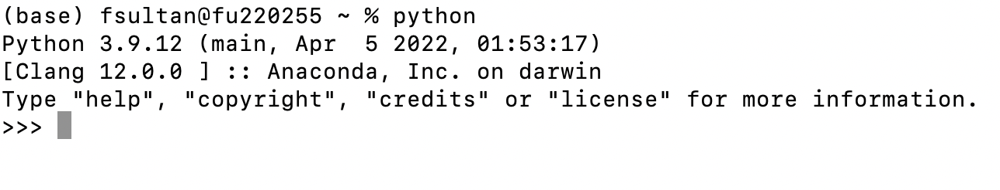 (base) fsultan@fu220255 ~ % python
Python 3.9.12 (main, Apr  5 2022, 01:53:17)
[Clang 12.0.0 ] :: Anaconda, Inc. on darwin
Type "help", "copyright", "credits" or "license" for more information.
>>>